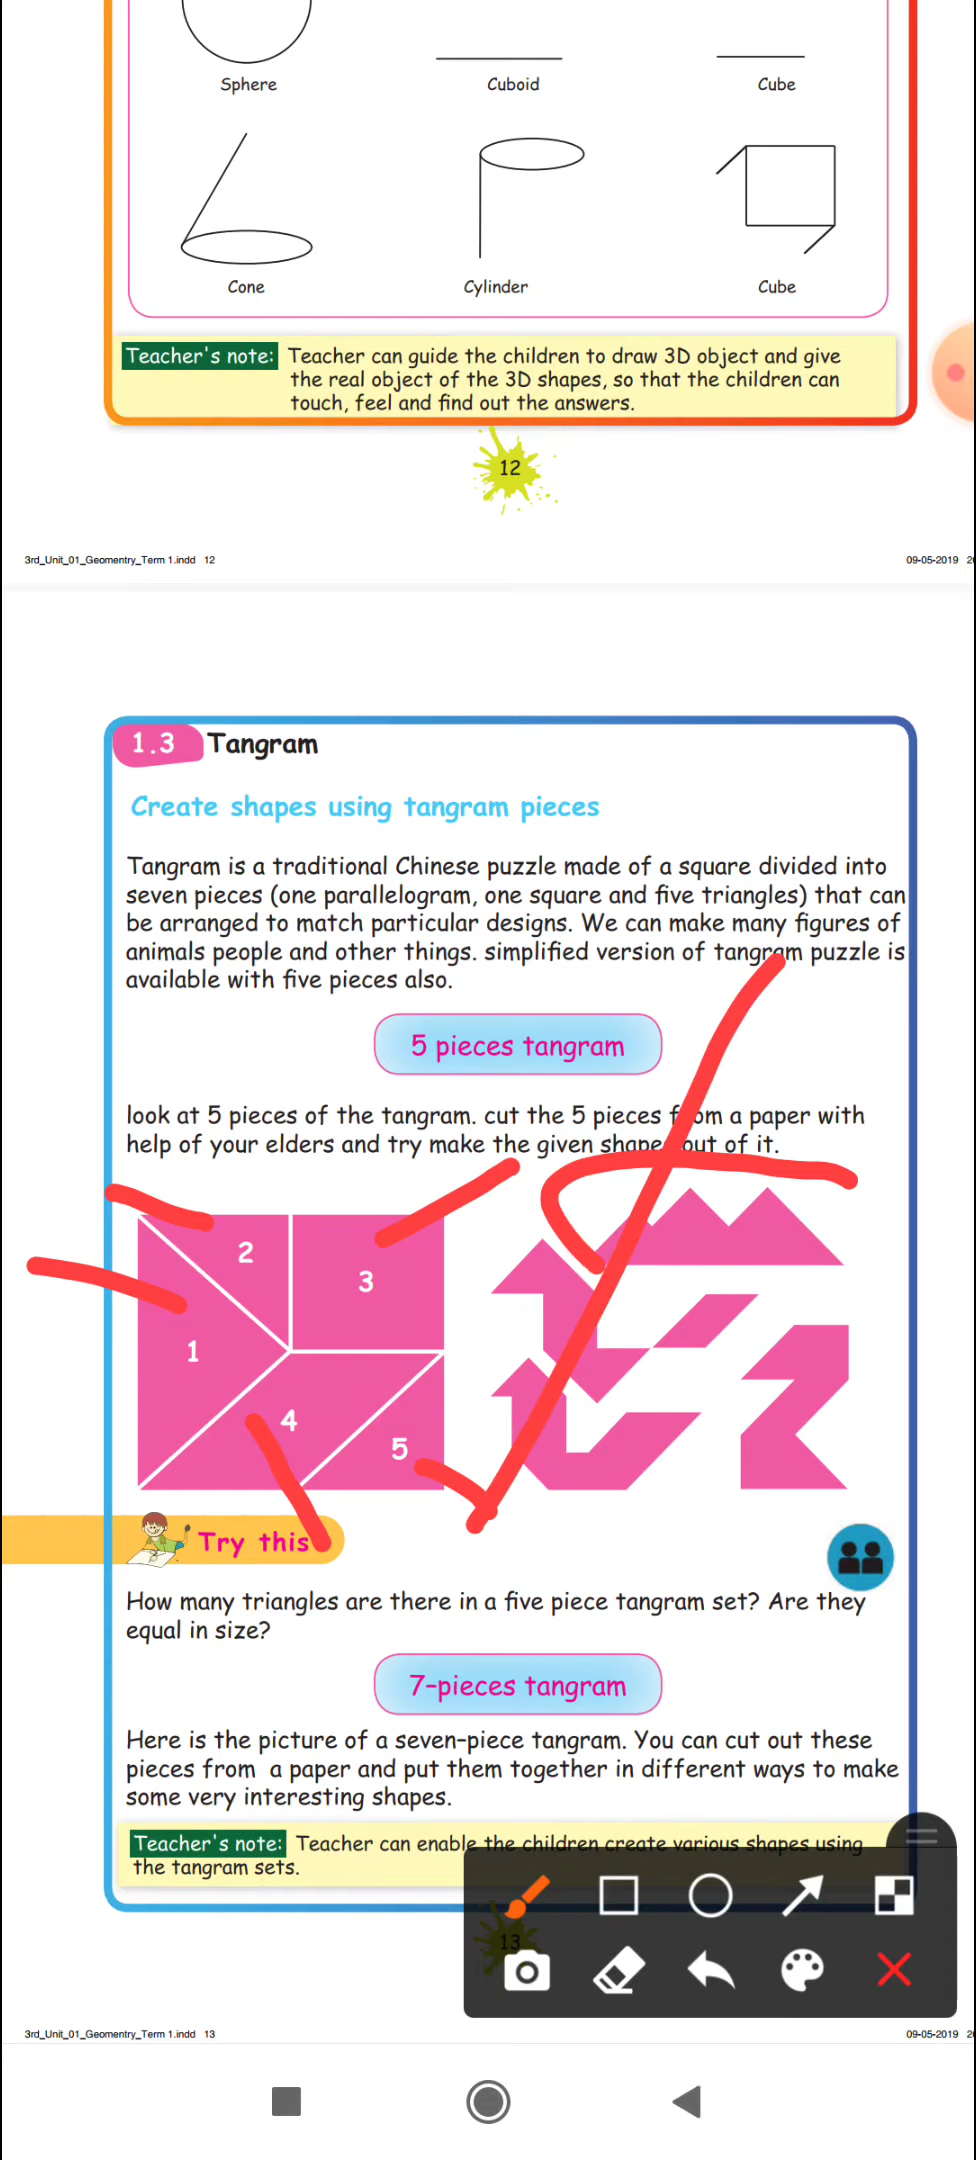 Sphere Cuboid Cube
Cone Cylinder Cube
Teacher's note: Teacher can guide the children to draw 3D object and give
the real object of the 3D shapes, so that the children can
touch, feel and find out the answers.
12
3rd_Unit_01_Geomentry_Term 1.indd 12 09-05-2019
1.3 Tangram
Create shapes using tangram pieces
Tangram is a traditional Chinese puzzle made of a square divided into
seven pieces (one parallelogram, one square and five triangles) that can
be arranged to match particular designs. We can make many figures of
animals people and other things. simplified version of tangram puzzle is
available with five pieces also.
5 pieces tangram
look at 5 pieces of the tangram. cut the 5 pieces from a paper with
help of your elders and try make the given shapes out of it.
2
3
1
4
5
Try this
How many triangles are there in a five piece tangram set? Are they
equal in size?
7-pieces tangram
Here is the picture of a seven-piece tangram. You can cut out these
pieces from a paper and put them together in different ways to make
some very interesting shapes.
Teacher's note: Teacher can enable the children create various shapes using
the tangram sets.
13
3rd_Unit_01_Geomentry_Term 1.indd 13 09-05-2019